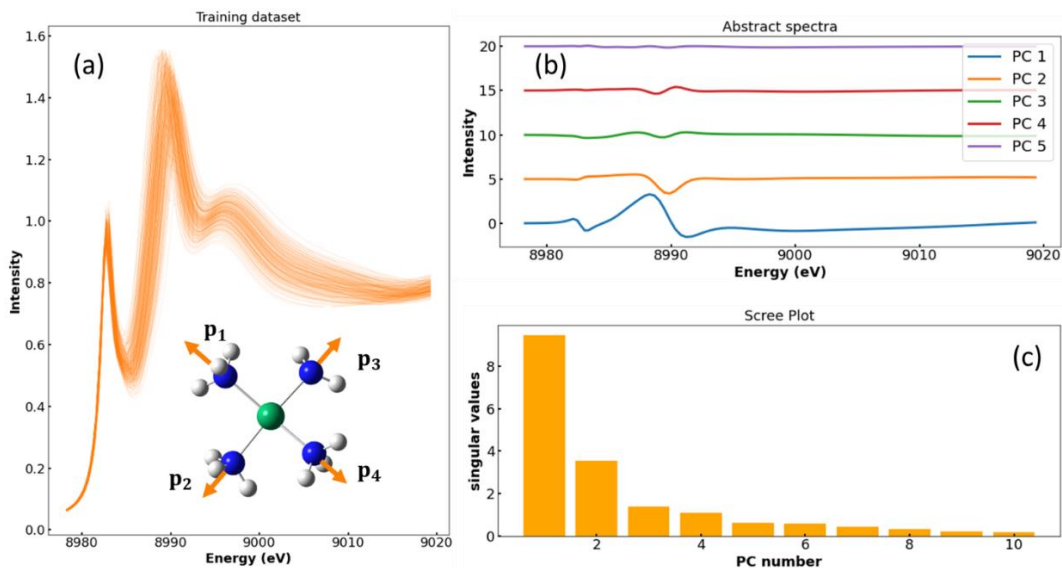 Training dataset
(a)
1.6
1.4
1.2
1.0
0.8
0.6
0.4
0.2
0.0
Intensity
p1
p3
p2
p4
8980 8990 9000 9010 9020
Energy (eV)
Abstract spectra
(b)
20
15
10
5
0
Intensity
PC 1
PC 2
PC 3
PC 4
PC 5
8980 8990 9000 9010 9020
Energy (eV)
Scree Plot
(c)
8
6
4
2
0
singular values
2 4 6 8 10
PC number